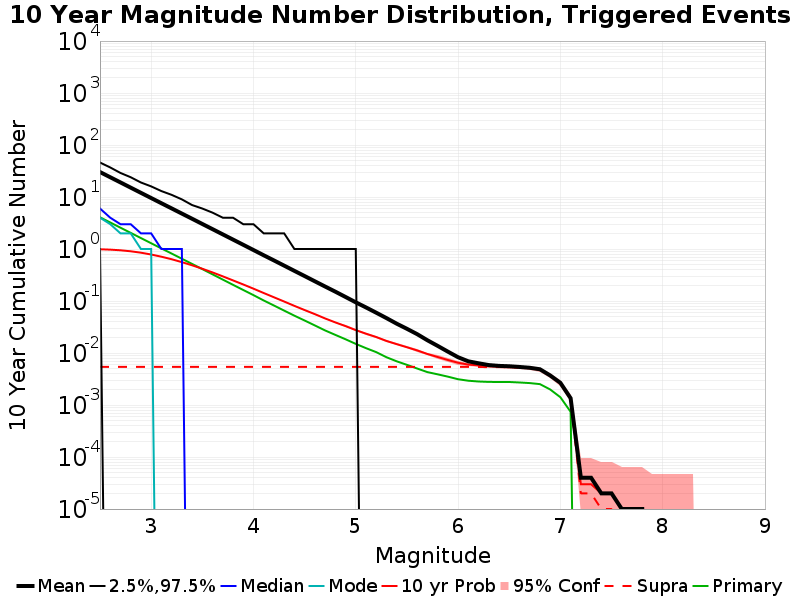 10 Year Magnitude Number Distribution, Triggered Events
10 Year Cumulative Number
10^4
10^3
10^2
10^1
10^0
10^-1
10^-2
10^-3
10^-4
10^-5
3 4 5 6 7 8 9
Magnitude
Mean 2.5%,97.5% Median Mode 10 yr Prob 95% Conf Supra Primary